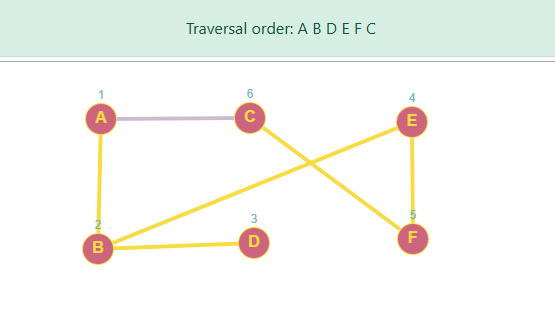 Traversal order: A B D E F C
1 6 4
A C E
2 3 5
B D F